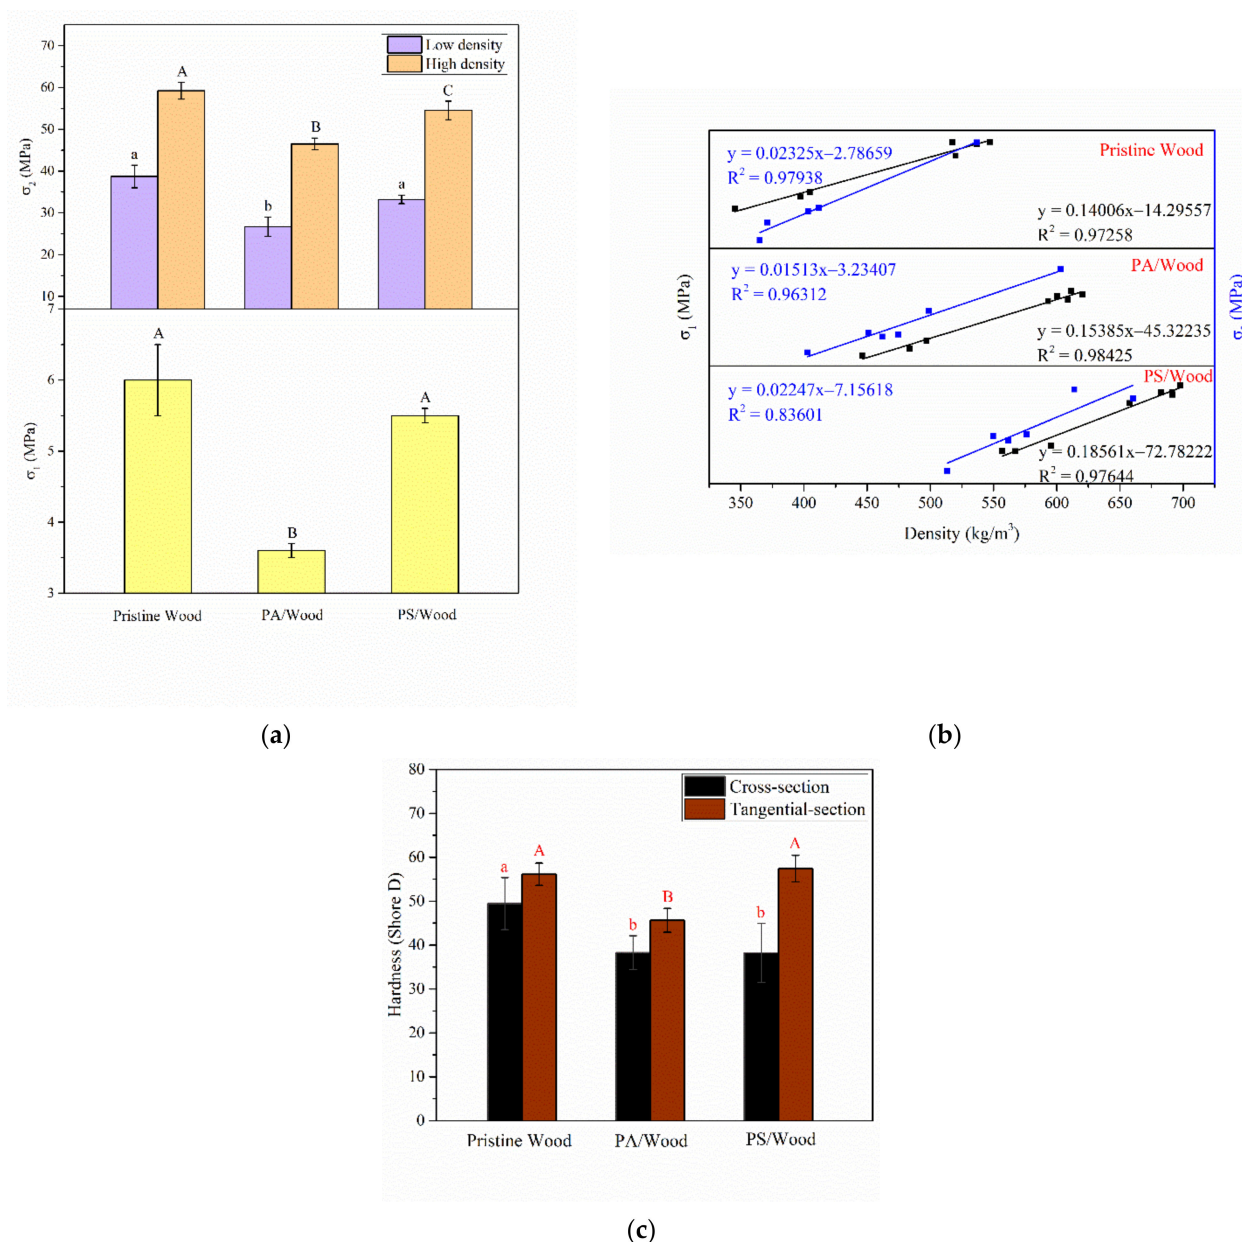 70
60
50
40
30
20
10
7
6
5
4
3
σ2 (MPa)
σ1 (MPa)
Low density
High density
a
A
b
B
a
C
A
B
A
Pristine Wood
PA/Wood
PS/Wood
(a)
y = 0.02325x−2.78659
R² = 0.97938
Pristine Wood
y = 0.14006x−14.29557
R² = 0.97258
y = 0.01513x−3.23407
R² = 0.96312
PA/Wood
y = 0.15385x−45.32235
R² = 0.98425
y = 0.02247x−7.15618
R² = 0.83601
PS/Wood
y = 0.18561x−72.78222
R² = 0.97644
σ1 (MPa)
(MPa)
350 400 450 500 550 600 650 700
Density (kg/m³)
(b)
80
70
60
50
40
30
20
10
0
Hardness (Shore D)
Cross-section
Tangential-section
a
A
b
B
b
A
Pristine Wood
PA/Wood
PS/Wood
(c)